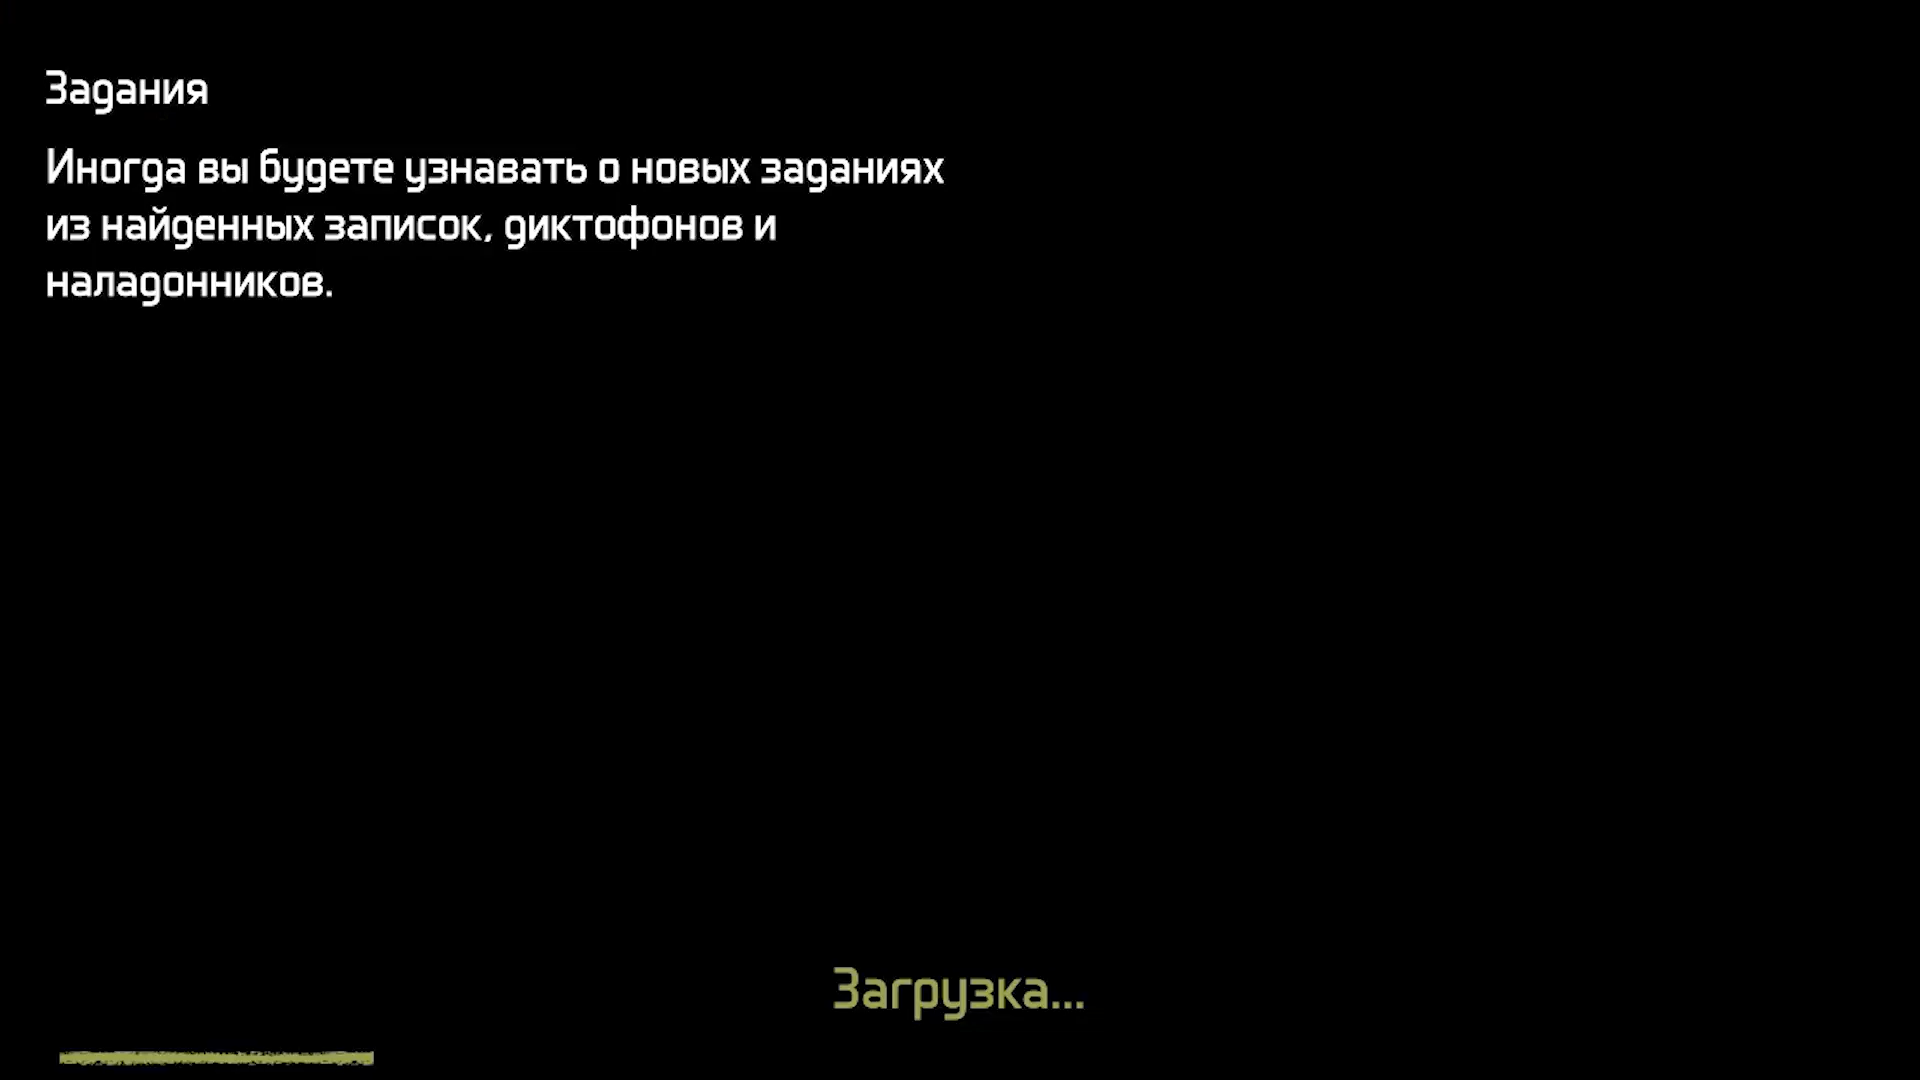 Задания
Иногда вы будете узнавать о новых заданиях
из найденных записок, диктофонов и
наладонников.
Загрузка...